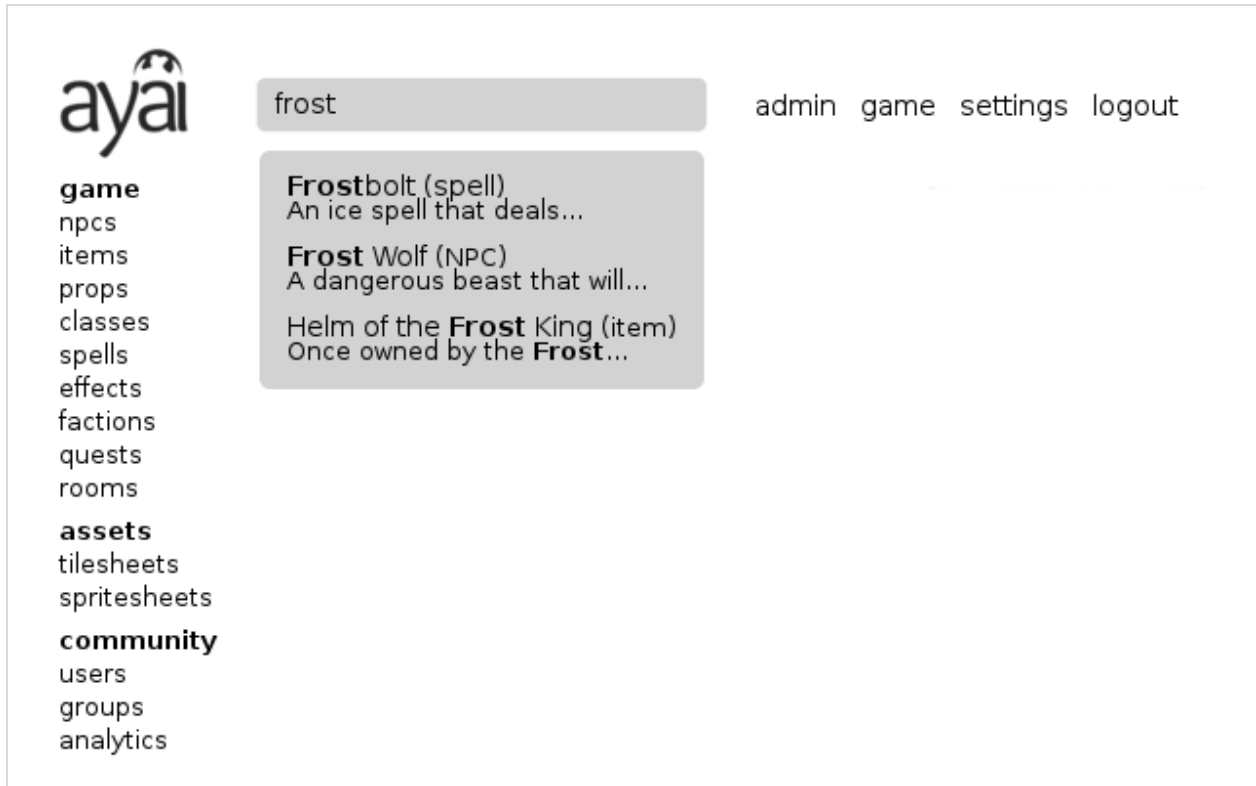 ayai
frost
admin game settings logout
game
npcs
items
props
classes
spells
effects
factions
quests
rooms
assets
tilesheets
spritesheets
community
users
groups
analytics
Frostbolt (spell)
An ice spell that deals...
Frost Wolf (NPC)
A dangerous beast that will...
Helm of the Frost King (item)
Once owned by the Frost...